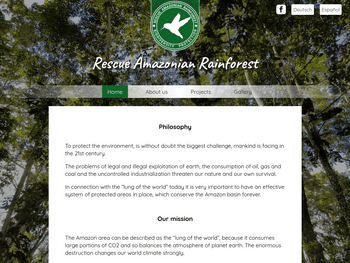 f Deutsch Español
Rescue Amazonian Rainforest
Home About us Projects Gallery
Philosophy
To protect the environment, is without doubt the biggest challenge, mankind is facing in
the 21st century.
The problems of legal and illegal exploitation of earth, the consumption of oil, gas and
coal and the uncontrolled industrialization threaten our nature and our own survival.
In connection with the "lung of the world" today it is very important to have an effective
system of protected areas in place, which conserve the Amazon basin forever.
Our mission
The Amazon area can be described as the "lung of the world", because it consumes
large portions of CO2 and so balances the atmosphere of planet earth. The enormous
destruction changes our world climate strongly.